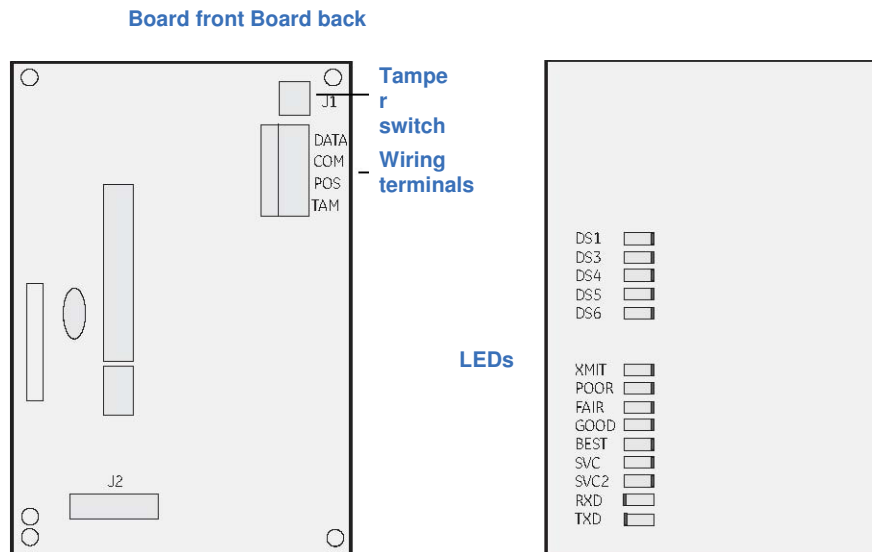 Board front Board back
Tampe
r
switch
J1
DATA
COM
POS
TAM
Wiring
terminals
J2
LEDs
DS1
DS3
DS4
DS5
DS6
XMIT
POOR
FAIR
GOOD
BEST
SVC
SVC2
RXD
TXD